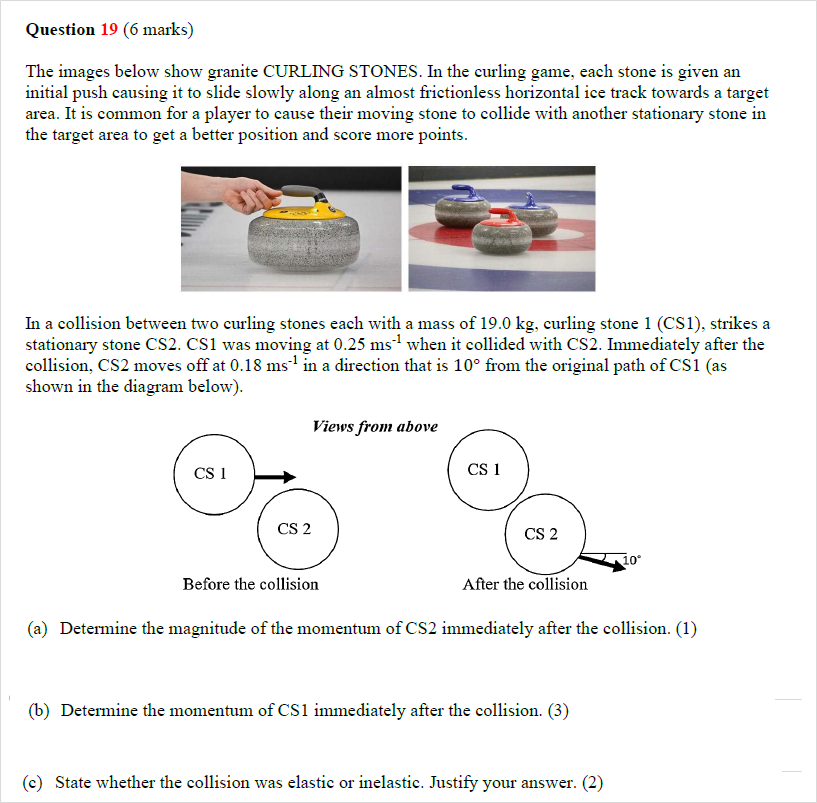 Question 19 (6 marks)
The images below show granite CURLING STONES. In the curling game, each stone is given an
initial push causing it to slide slowly along an almost frictionless horizontal ice track towards a target
area. It is common for a player to cause their moving stone to collide with another stationary stone in
the target area to get a better position and score more points.
In a collision between two curling stones each with a mass of 19.0 kg, curling stone 1 (CS1), strikes a
stationary stone CS2. CS1 was moving at 0.25 ms⁻¹ when it collided with CS2. Immediately after the
collision, CS2 moves off at 0.18 ms⁻¹ in a direction that is 10° from the original path of CS1 (as
shown in the diagram below).
Views from above
CS 1
CS 2
Before the collision
CS 1
CS 2
10°
After the collision
(a) Determine the magnitude of the momentum of CS2 immediately after the collision. (1)
(b) Determine the momentum of CS1 immediately after the collision. (3)
(c) State whether the collision was elastic or inelastic. Justify your answer. (2)